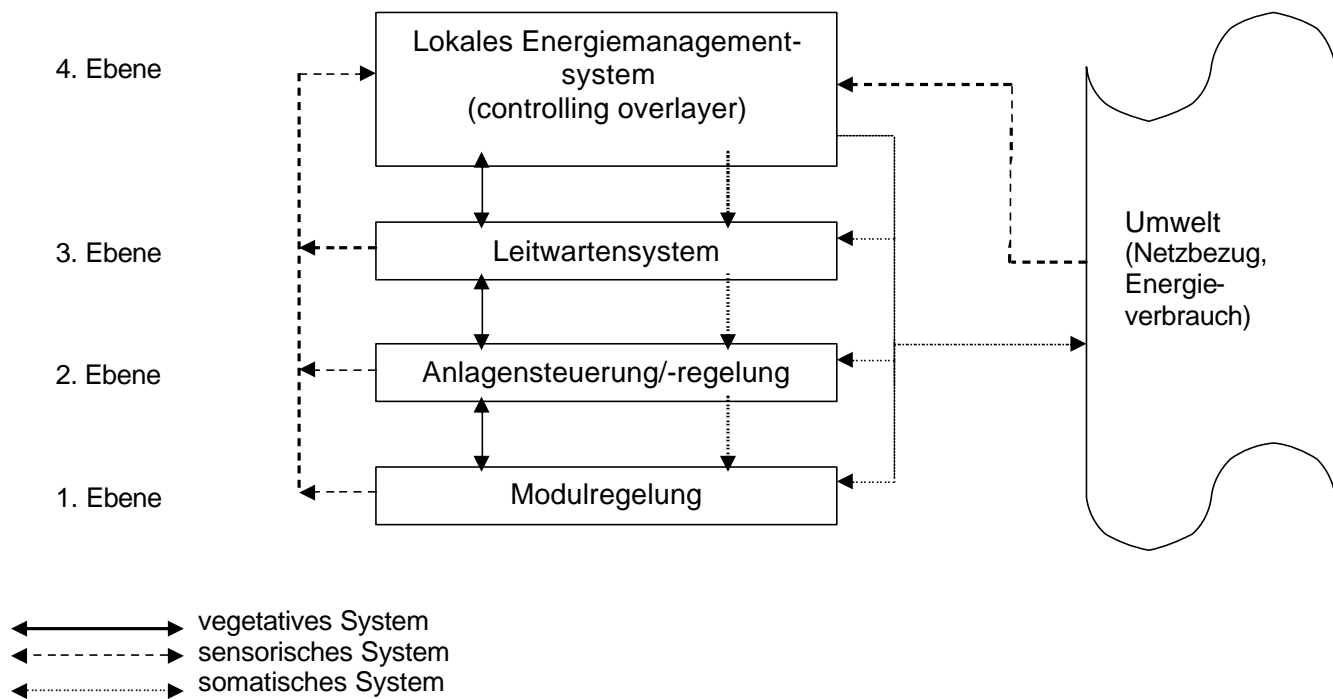 4. Ebene
Lokales Energiemanagement-
system
(controlling overlayer)
3. Ebene
Leitwartensystem
Umwelt
(Netzbezug,
Energie-
verbrauch)
2. Ebene
Anlagensteuerung/-regelung
1. Ebene
Modulregelung
vegetatives System
sensorisches System
somatisches System